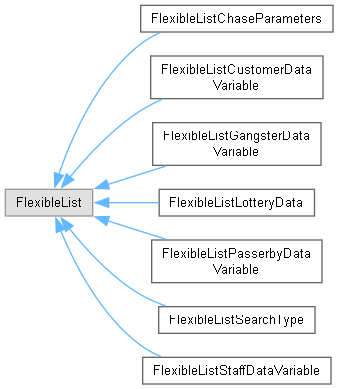 FlexibleListChaseParameters
FlexibleListCustomerData
Variable
FlexibleListGangsterData
Variable
FlexibleList
FlexibleListLotteryData
FlexibleListPasserbyData
Variable
FlexibleListSearchType
FlexibleListStaffDataVariable